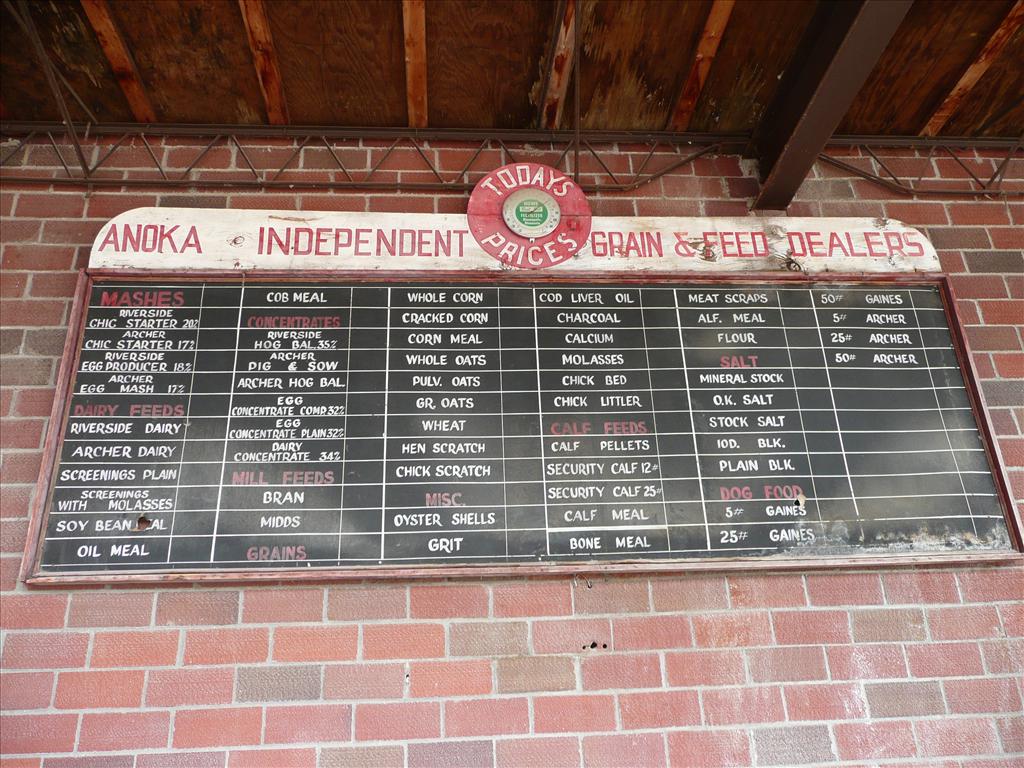 TODAYS
PRICES
ANOKA INDEPENDENT GRAIN & FEED DEALERS
MASHES
RIVERSIDE
CHIC STARTER 20%
ARCHER
CHIC STARTER 17%
RIVERSIDE
EGG PRODUCER 18%
ARCHER
EGG MASH 17%
DAIRY FEEDS
RIVERSIDE DAIRY
ARCHER DAIRY
SCREENINGS PLAIN
SCREENINGS
WITH MOLASSES
SOY BEAN
OIL MEAL
COB MEAL
CONCENTRATES
RIVERSIDE
HOG BAL. 35%
ARCHER
PIG & SOW
ARCHER HOG BAL.
EGG
CONCENTRATE COMP. 32%
EGG
CONCENTRATE PLAIN 32%
DAIRY
CONCENTRATE 34%
MILL FEEDS
BRAN
MIDDS
GRAINS
WHOLE CORN
CRACKED CORN
CORN MEAL
WHOLE OATS
PULV. OATS
GR. OATS
WHEAT
HEN SCRATCH
CHICK SCRATCH
MISC.
OYSTER SHELLS
GRIT
COD LIVER OIL
CHARCOAL
CALCIUM
MOLASSES
CHICK BED
CHICK LITTLER
CALF FEEDS
CALF PELLETS
SECURITY CALF 12#
SECURITY CALF 25#
CALF MEAL
BONE MEAL
MEAT SCRAPS
ALF. MEAL
FLOUR
SALT
MINERAL STOCK
O.K. SALT
STOCK SALT
IOD. BLK.
PLAIN BLK.
DOG FOOD
5# GAINES
25# GAINES
50# GAINES
5# ARCHER
25# ARCHER
50# ARCHER